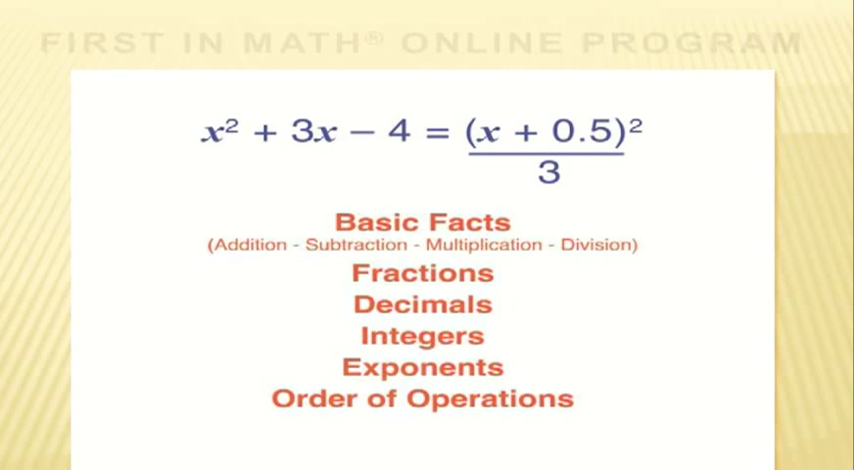 FIRST IN MATH® ONLINE PROGRAM
x² + 3x − 4 = (x + 0.5)²
3
Basic Facts
(Addition - Subtraction - Multiplication - Division)
Fractions
Decimals
Integers
Exponents
Order of Operations